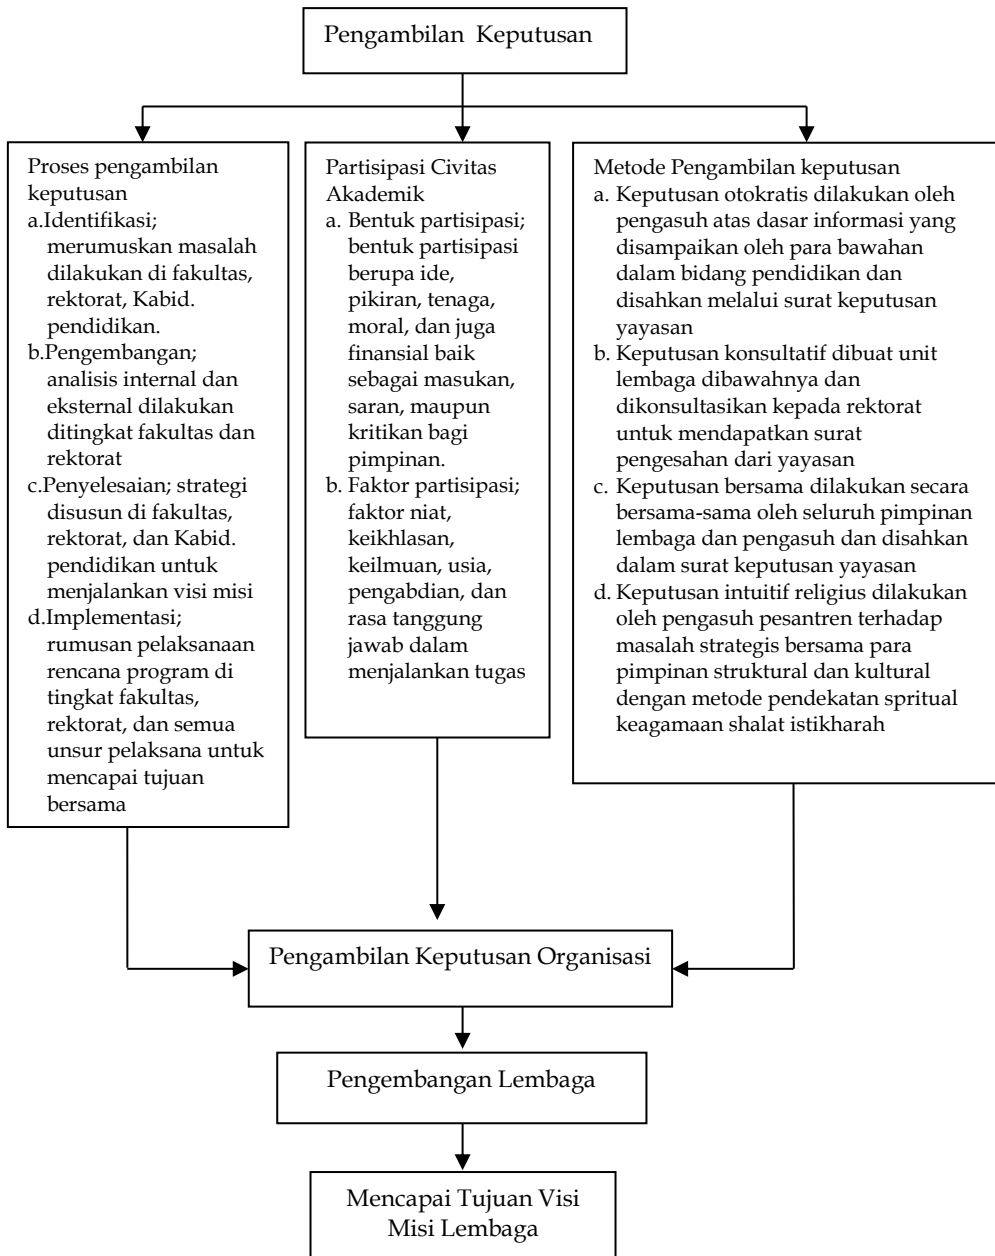 Pengambilan Keputusan
Proses pengambilan
keputusan
a.Identifikasi;
merumuskan masalah
dilakukan di fakultas,
rektorat, Kabid.
pendidikan.
b.Pengembangan;
analisis internal dan
eksternal dilakukan
ditingkat fakultas dan
rektorat
c.Penyelesaian; strategi
disusun di fakultas,
rektorat, dan Kabid.
pendidikan untuk
menjalankan visi misi
d.Implementasi;
rumusan pelaksanaan
rencana program di
tingkat fakultas,
rektorat, dan semua
unsur pelaksana untuk
mencapai tujuan
bersama
Partisipasi Civitas
Akademik
a. Bentuk partisipasi;
bentuk partisipasi
berupa ide,
pikiran, tenaga,
moral, dan juga
finansial baik
sebagai masukan,
saran, maupun
kritikan bagi
pimpinan.
b. Faktor partisipasi;
faktor niat,
keikhlasan,
keilmuan, usia,
pengabdian, dan
rasa tanggung
jawab dalam
menjalankan tugas
Metode Pengambilan keputusan
a. Keputusan otokratis dilakukan oleh
pengasuh atas dasar informasi yang
disampaikan oleh para bawahan
dalam bidang pendidikan dan
disahkan melalui surat keputusan
yayasan
b. Keputusan konsultatif dibuat unit
lembaga dibawahnya dan
dikonsultasikan kepada rektorat
untuk mendapatkan surat
pengesahan dari yayasan
c. Keputusan bersama dilakukan secara
bersama-sama oleh seluruh pimpinan
lembaga dan pengasuh dan disahkan
dalam surat keputusan yayasan
d. Keputusan intuitif religius dilakukan
oleh pengasuh pesantren terhadap
masalah strategis bersama para
pimpinan struktural dan kultural
dengan metode pendekatan spritual
keagamaan shalat istikharah
Pengambilan Keputusan Organisasi
Pengembangan Lembaga
Mencapai Tujuan Visi
Misi Lembaga